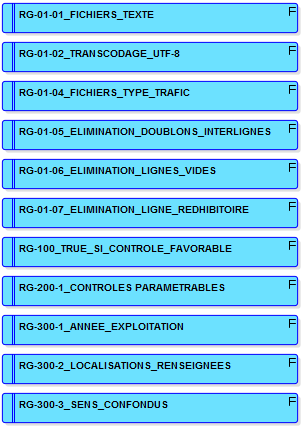 RG-01-01_FICHIERS_TEXTE
RG-01-02_TRANSCODAGE_UTF-8
RG-01-04_FICHIERS_TYPE_TRAFIC
RG-01-05_ELIMINATION_DOUBLONS_INTERLIGNES
RG-01-06_ELIMINATION_LIGNES_VIDES
RG-01-07_ELIMINATION_LIGNE_REDHIBITOIRE
RG-100_TRUE_SI_CONTROLE_FAVORABLE
RG-200-1_CONTROLES PARAMETRABLES
RG-300-1_ANNEE_EXPLOITATION
RG-300-2_LOCALISATIONS_RENSEIGNEES
RG-300-3_SENS_CONFONDUS